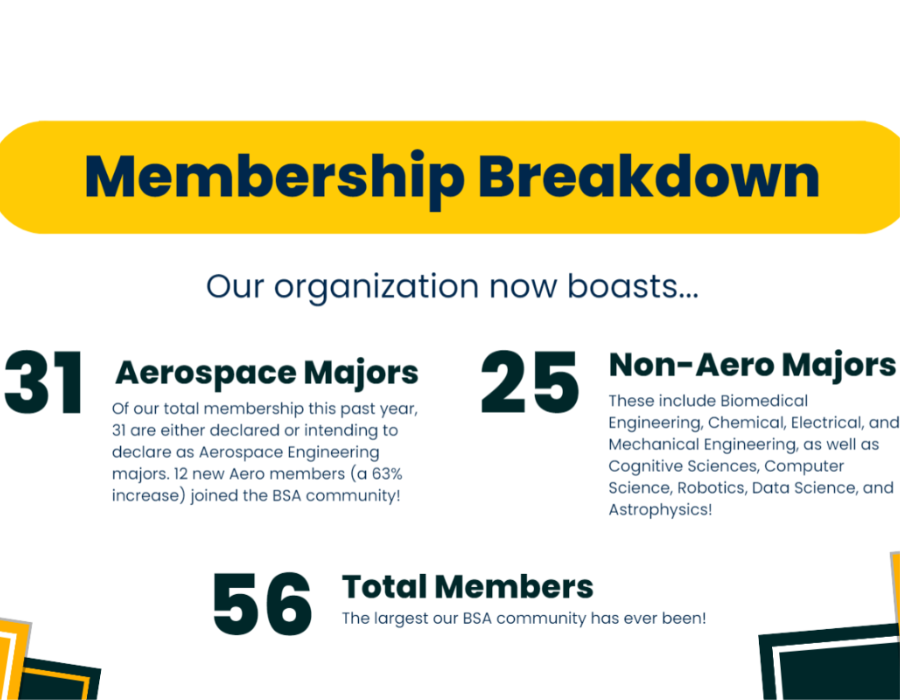 Membership Breakdown
Our organization now boasts...
31
Aerospace Majors
Of our total membership this past year,
31 are either declared or intending to
declare as Aerospace Engineering
majors. 12 new Aero members (a 63%
increase) joined the BSA community!
25
Non-Aero Majors
These include Biomedical
Engineering, Chemical, Electrical, and
Mechanical Engineering, as well as
Cognitive Sciences, Computer
Science, Robotics, Data Science, and
Astrophysics!
56
Total Members
The largest our BSA community has ever been!